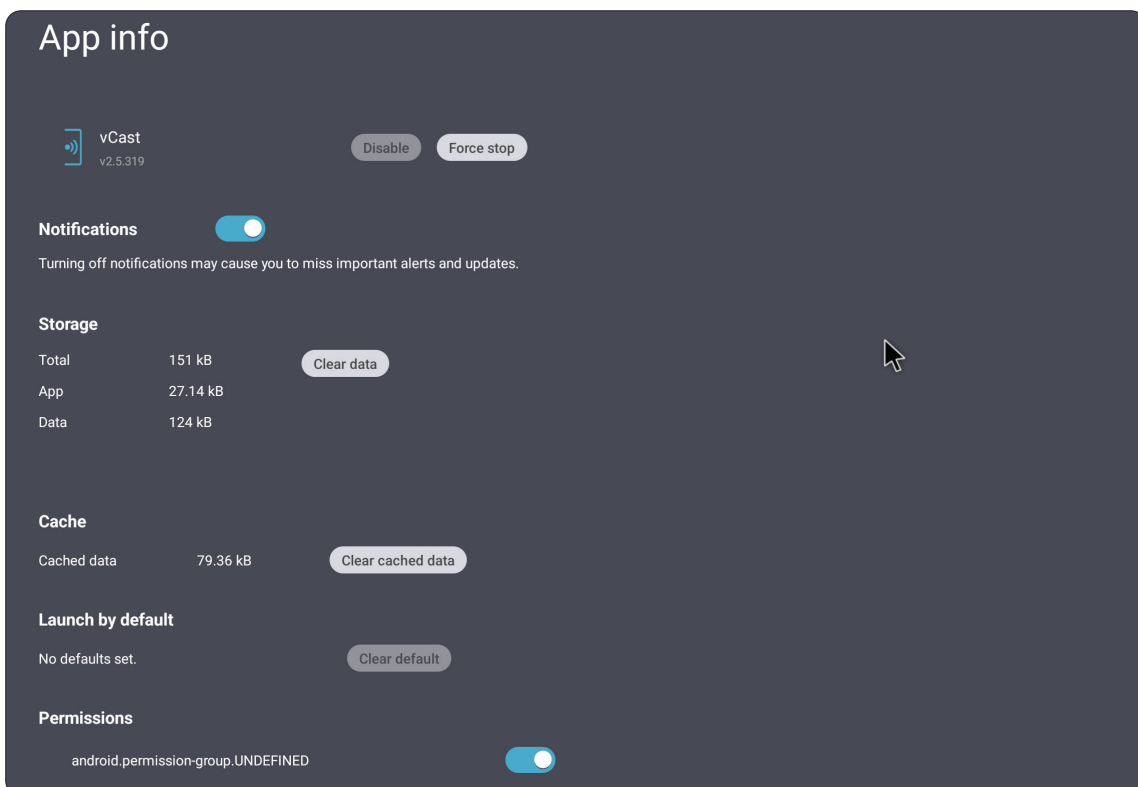 App info
vCast
v2.5.319
Disable
Force stop
Notifications
Turning off notifications may cause you to miss important alerts and updates.
Storage
Total 151 kB Clear data
App 27.14 kB
Data 124 kB
Cache
Cached data 79.36 kB Clear cached data
Launch by default
No defaults set. Clear default
Permissions
android.permission-group.UNDEFINED